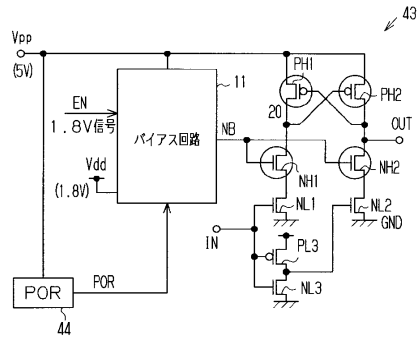 43
Vpp
(5V)
PH1
PH2
11
20
EN
1.8V信号
バイアス回路
NB
OUT
Vdd
(1.8V)
NH1
NH2
NL1
NL2
GND
IN
PL3
POR
POR
NL3
44